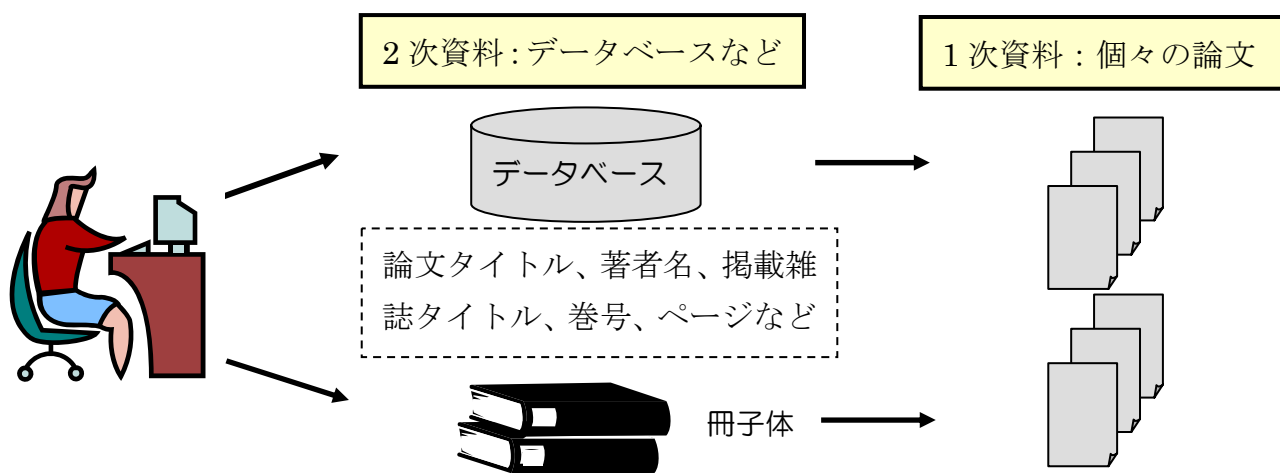 2次資料：データベースなど
1次資料：個々の論文
データベース
論文タイトル、著者名、掲載雑
誌タイトル、巻号、ページなど
冊子体